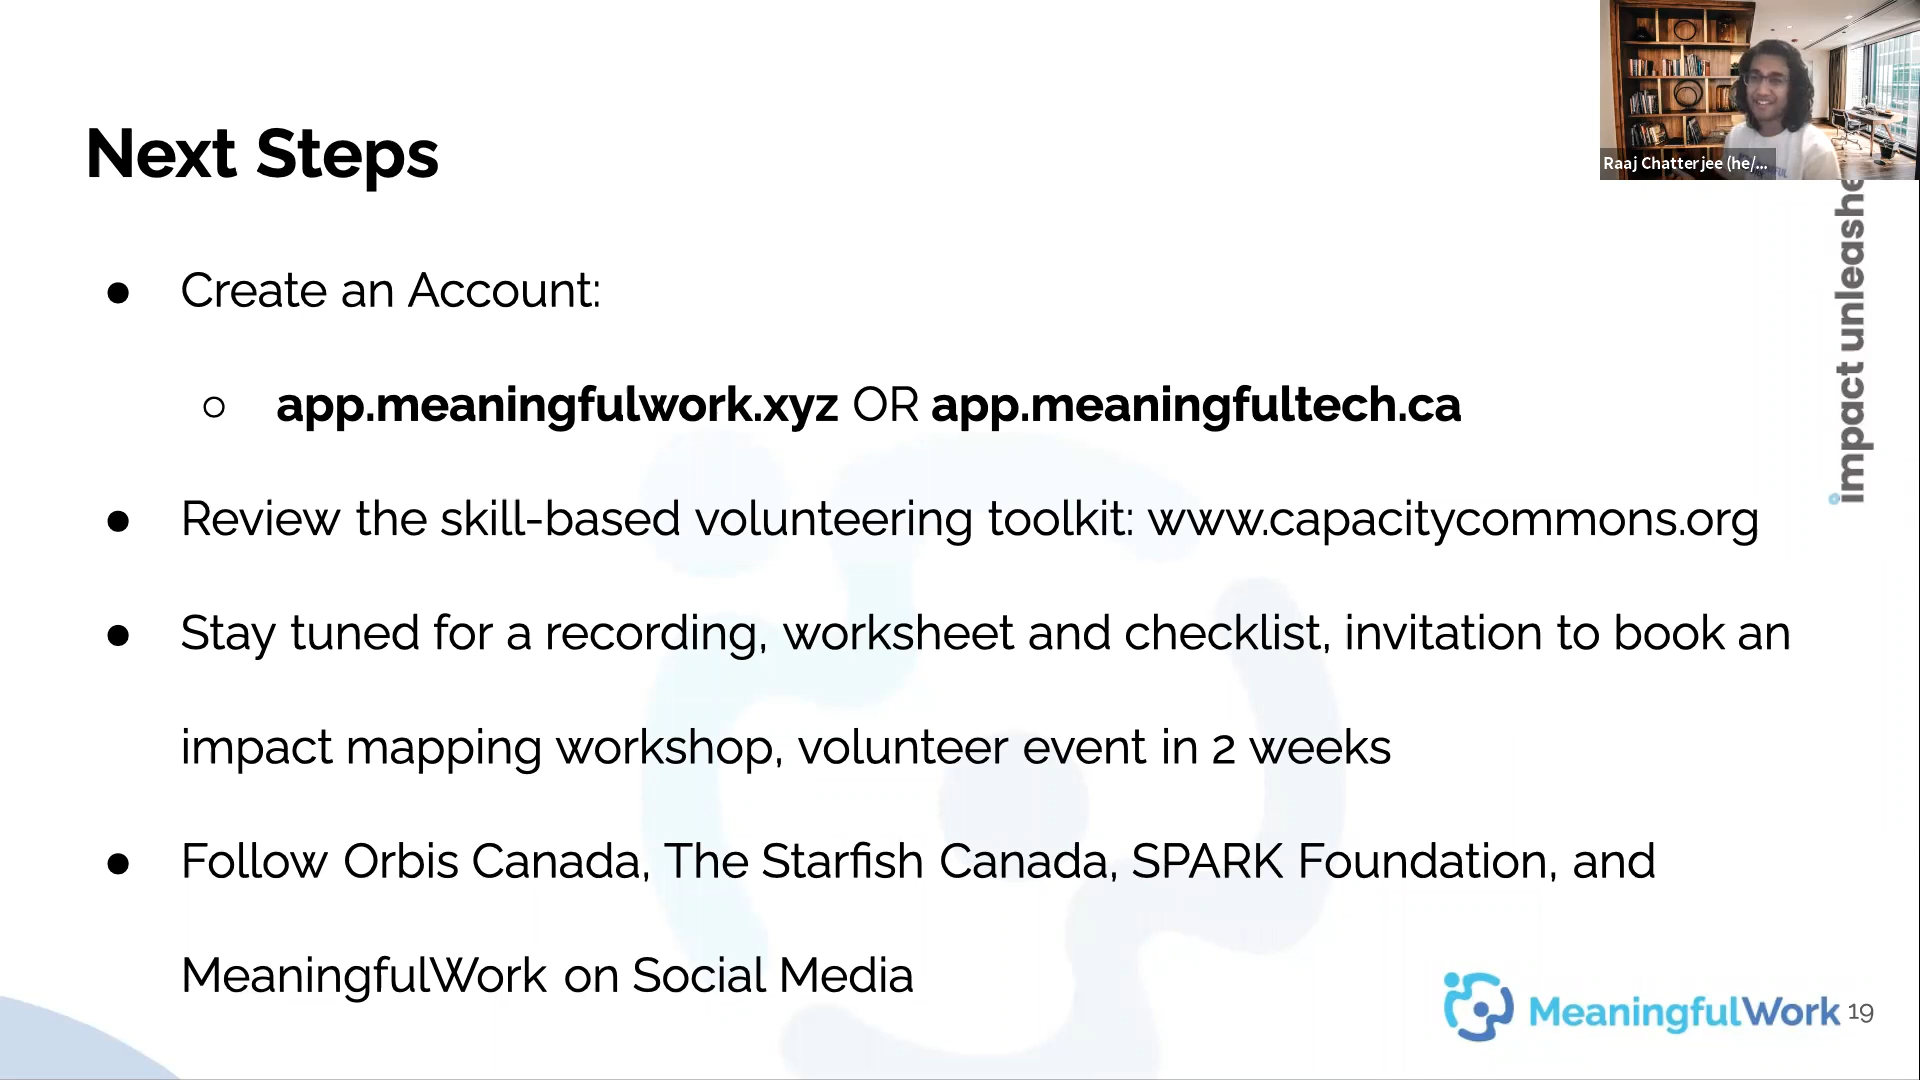 Next Steps
Raaj Chatterjee (he/...
impact unleashe
● Create an Account:
○ app.meaningfulwork.xyz OR app.meaningfultech.ca
● Review the skill-based volunteering toolkit: www.capacitycommons.org
● Stay tuned for a recording, worksheet and checklist, invitation to book an
impact mapping workshop, volunteer event in 2 weeks
● Follow Orbis Canada, The Starfish Canada, SPARK Foundation, and
MeaningfulWork on Social Media
MeaningfulWork 19